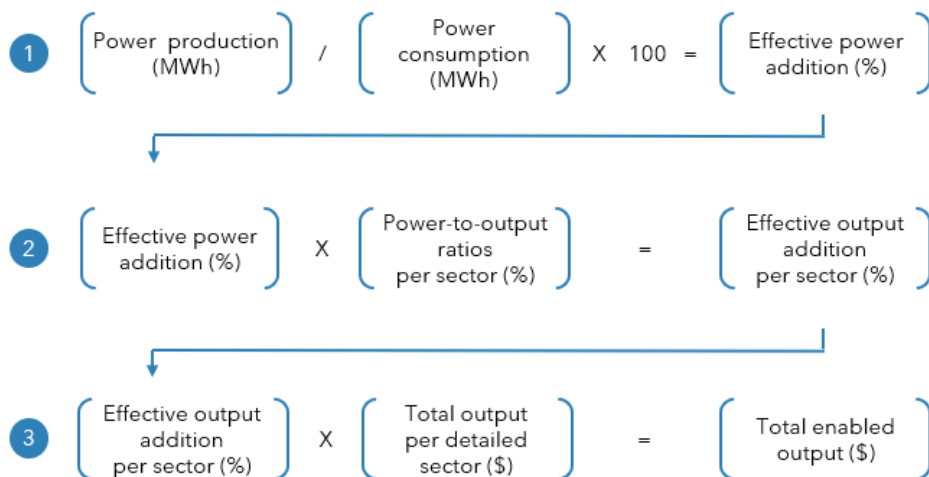 1
Power production
(MWh)
/
Power
consumption
(MWh)
X 100 =
Effective power
addition (%)
2
Effective power
addition (%)
X
Power-to-output
ratios
per sector (%)
=
Effective output
addition
per sector (%)
3
Effective output
addition
per sector (%)
X
Total output
per detailed
sector ($)
=
Total enabled
output ($)